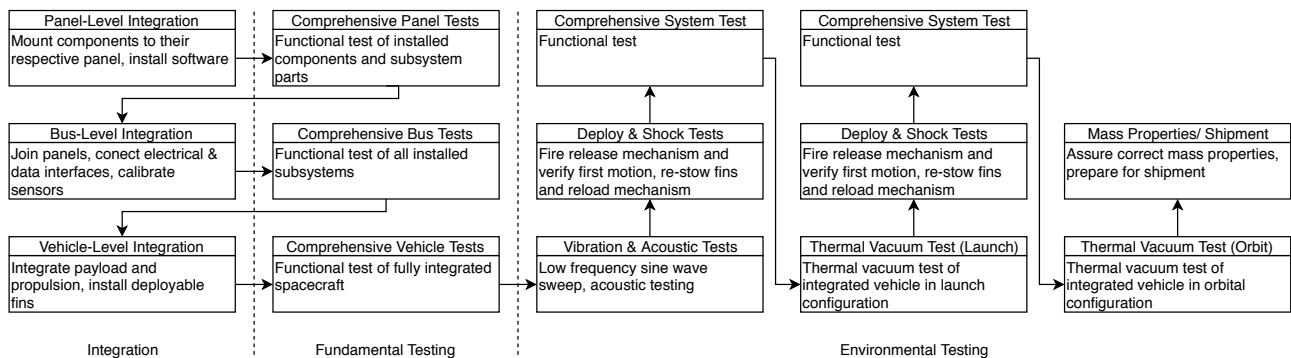 Panel-Level Integration
Mount components to their
respective panel, install software
Comprehensive Panel Tests
Functional test of installed
components and subsystem
parts
Bus-Level Integration
Join panels, conect electrical &
data interfaces, calibrate
sensors
Comprehensive Bus Tests
Functional test of all installed
subsystems
Vehicle-Level Integration
Integrate payload and
propulsion, install deployable
fins
Comprehensive Vehicle Tests
Functional test of fully integrated
spacecraft
Vibration & Acoustic Tests
Low frequency sine wave
sweep, acoustic testing
Deploy & Shock Tests
Fire release mechanism and
verify first motion, re-stow fins
and reload mechanism
Comprehensive System Test
Functional test
Thermal Vacuum Test (Launch)
Thermal vacuum test of
integrated vehicle in launch
configuration
Deploy & Shock Tests
Fire release mechanism and
verify first motion, re-stow fins
and reload mechanism
Comprehensive System Test
Functional test
Thermal Vacuum Test (Orbit)
Thermal vacuum test of
integrated vehicle in orbital
configuration
Mass Properties/ Shipment
Assure correct mass properties,
prepare for shipment
Integration
Fundamental Testing
Environmental Testing